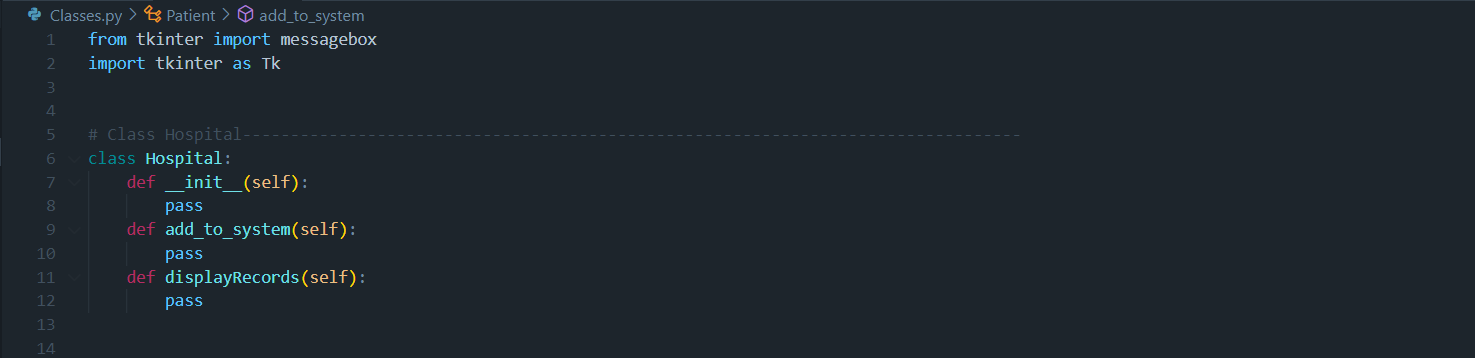 Classes.py > Patient > add_to_system
1 from tkinter import messagebox
2 import tkinter as Tk
3
4
5 # Class Hospital---------------------------------------------------------------------------------
6 class Hospital:
7     def __init__(self):
8         pass
9     def add_to_system(self):
10         pass
11     def displayRecords(self):
12         pass
13
14